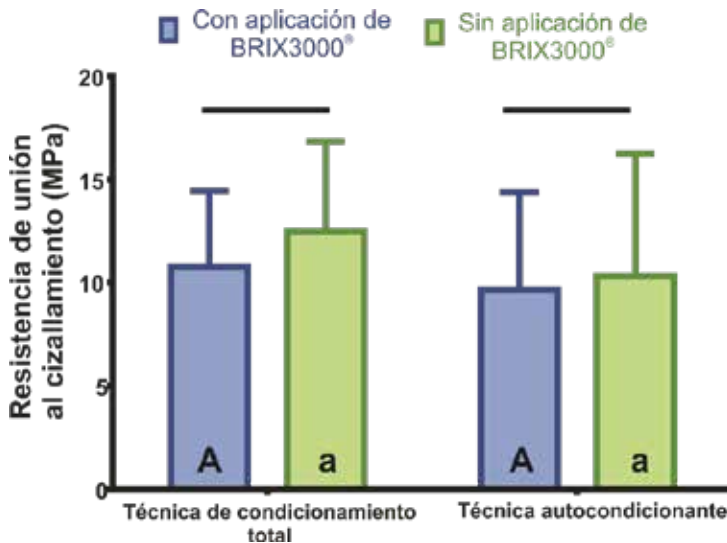 Con aplicación de
BRIX3000®
Sin aplicación de
BRIX3000®
Resistencia de unión
al cizallamiento (MPa)
20
15
10
5
0
A
a
A
a
Técnica de condicionamiento
total
Técnica autocondicionante